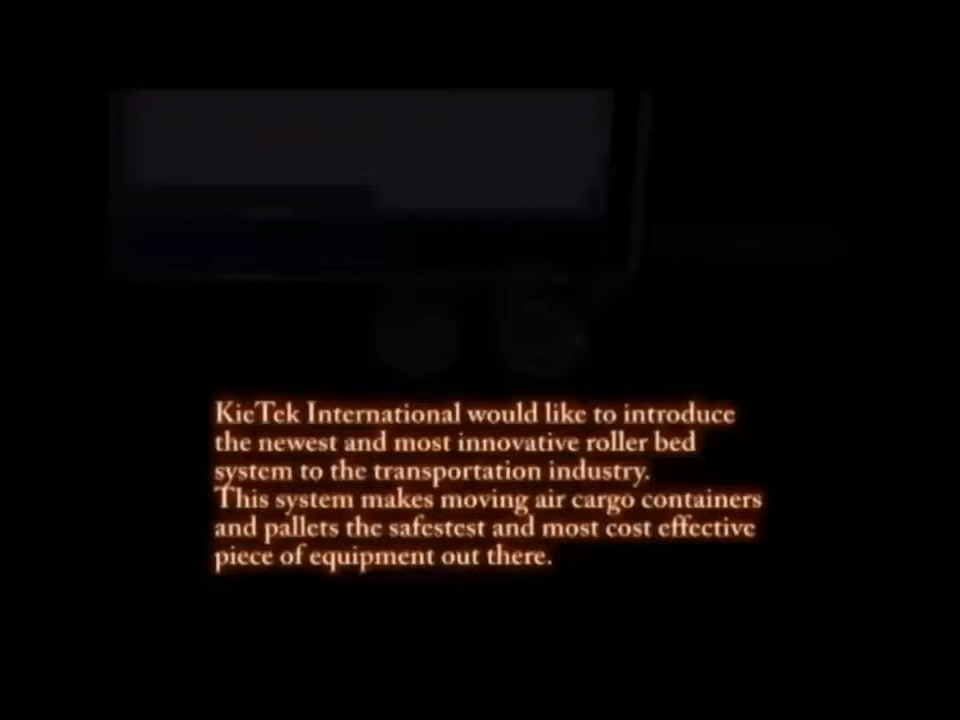 KieTek International would like to introduce
the newest and most innovative roller bed
system to the transportation industry.
This system makes moving air cargo containers
and pallets the safestest and most cost effective
piece of equipment out there.